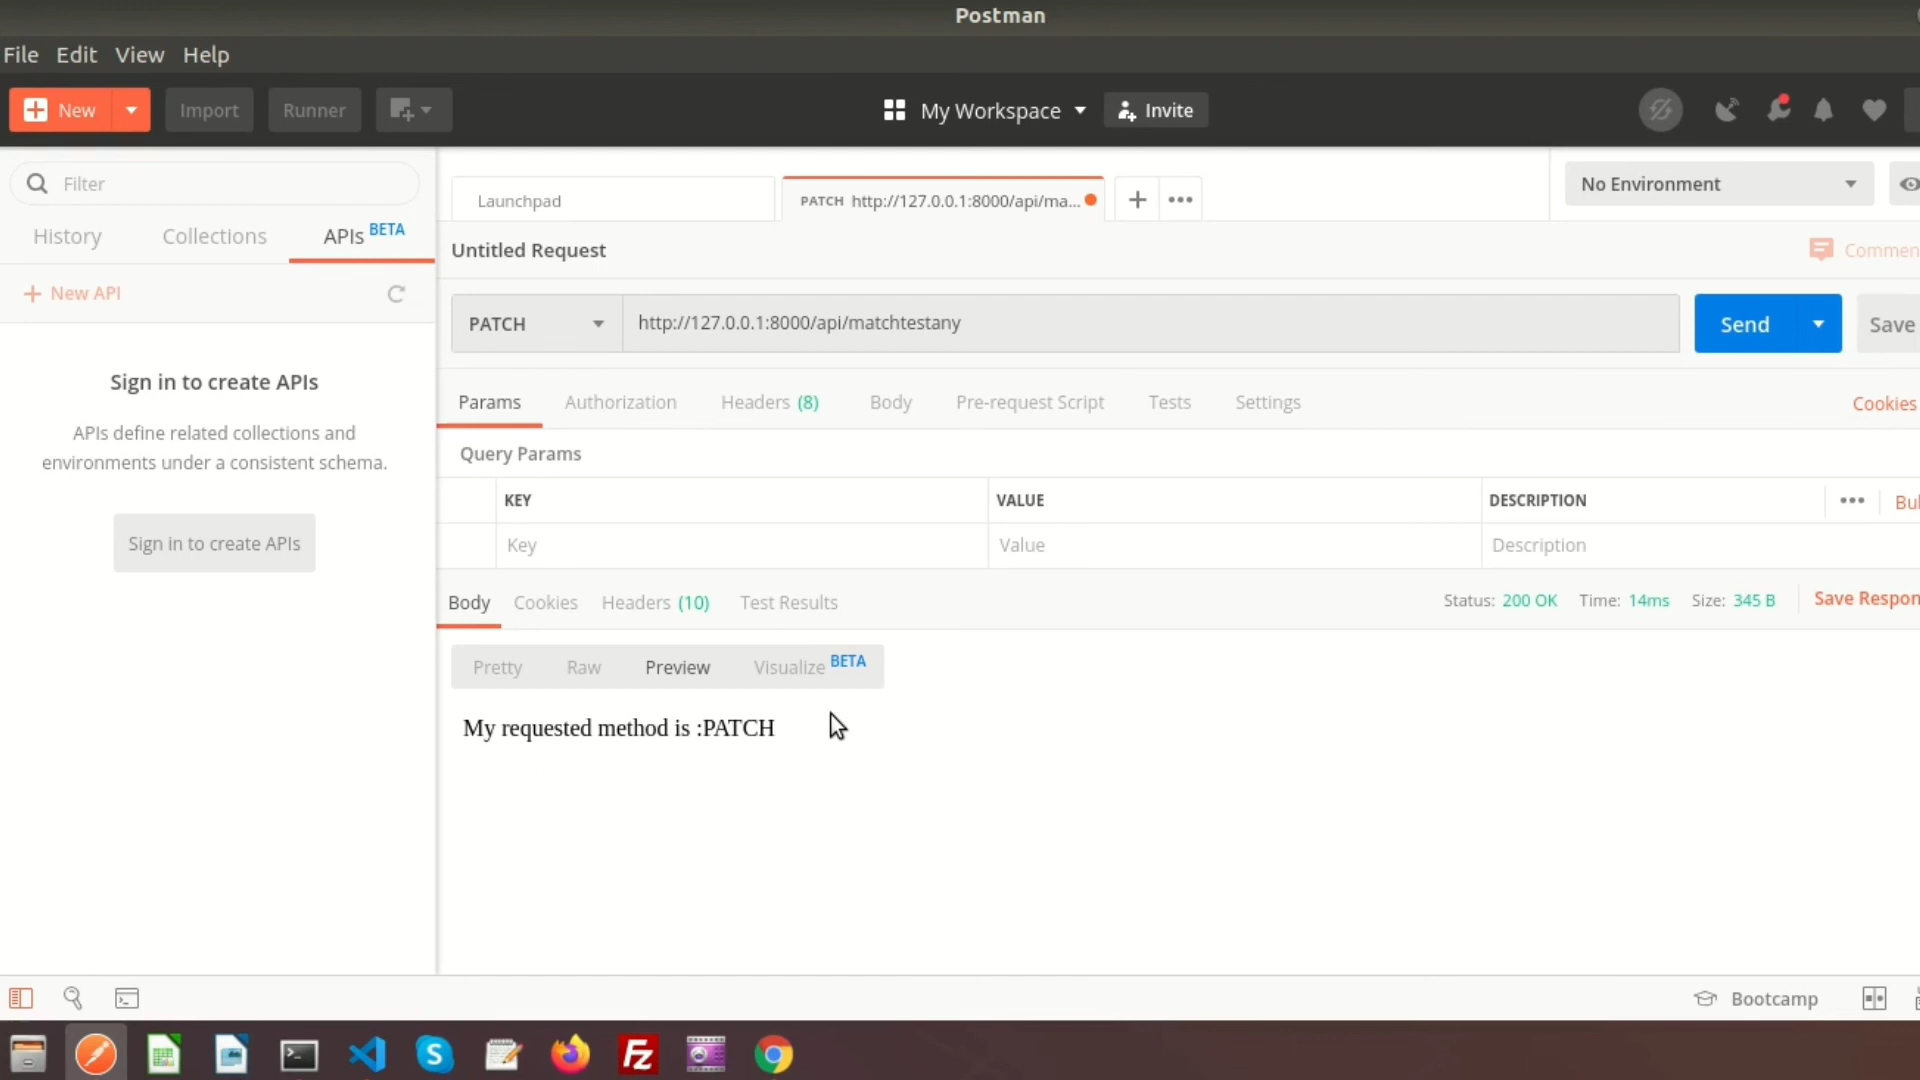 Postman
File Edit View Help
New Import Runner My Workspace Invite
Filter
History Collections APIs BETA
New API
Sign in to create APIs
APIs define related collections and
environments under a consistent schema.
Sign in to create APIs
Launchpad PATCH http://127.0.0.1:8000/api/ma... No Environment
Untitled Request Commen
PATCH http://127.0.0.1:8000/api/matchtestany Send Save
Params Authorization Headers (8) Body Pre-request Script Tests Settings Cookies
Query Params
KEY VALUE DESCRIPTION Bul
Key Value Description
Body Cookies Headers (10) Test Results Status: 200 OK Time: 14ms Size: 345 B Save Respon
Pretty Raw Preview Visualize BETA
My requested method is :PATCH
Bootcamp
S Fz